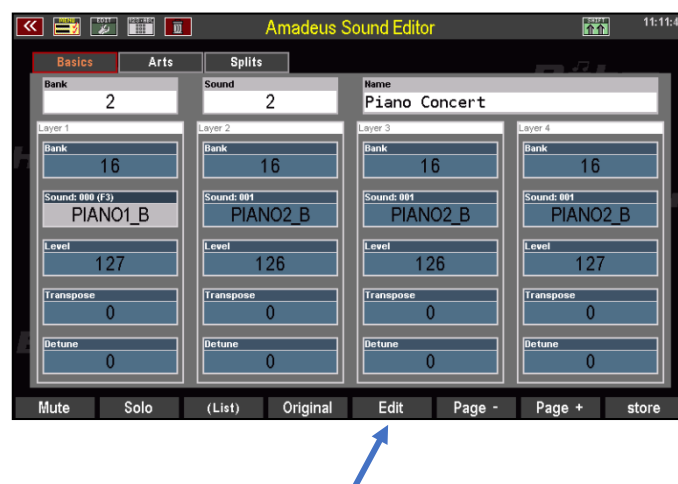 MENU EDIT Amadeus Sound Editor SHIFT 11:11:4
Basics Arts Splits
Bank Sound Name
2 2 Piano Concert
Layer 1 Layer 2 Layer 3 Layer 4
Bank Bank Bank Bank
16 16 16 16
Sound: 000 (F3) Sound: 001 Sound: 001 Sound: 001
PIANO1_B PIANO2_B PIANO2_B PIANO2_B
Level Level Level Level
127 126 126 127
Transpose Transpose Transpose Transpose
0 0 0 0
Detune Detune Detune Detune
0 0 0 0
Mute Solo (List) Original Edit Page - Page + store